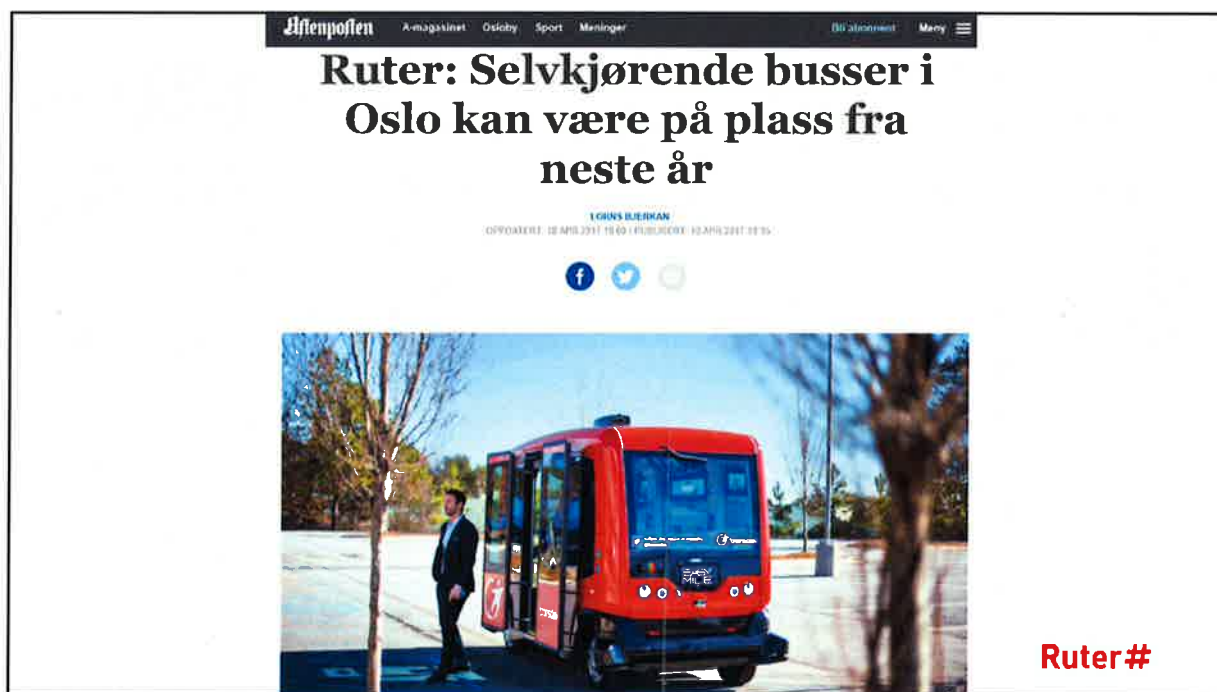 Aftenposten A-magasinet Osloby Sport Meninger Bli abonnent Meny
Ruter: Selvkjørende busser i
Oslo kan være på plass fra
neste år
EASY
MILE
Ruter#